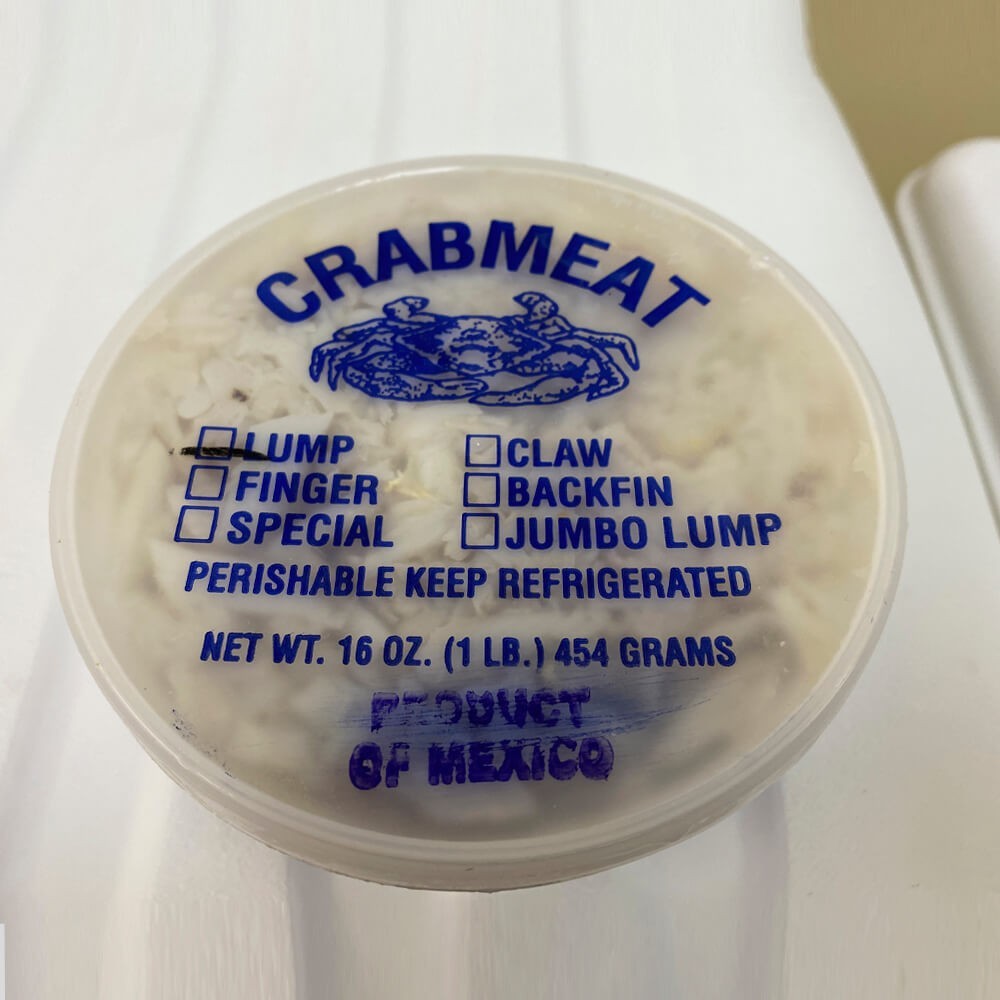 CRABMEAT
LUMP CLAW
FINGER BACKFIN
SPECIAL JUMBO LUMP
PERISHABLE KEEP REFRIGERATED
NET WT. 16 OZ. (1 LB.) 454 GRAMS
PRODUCT
OF MEXICO